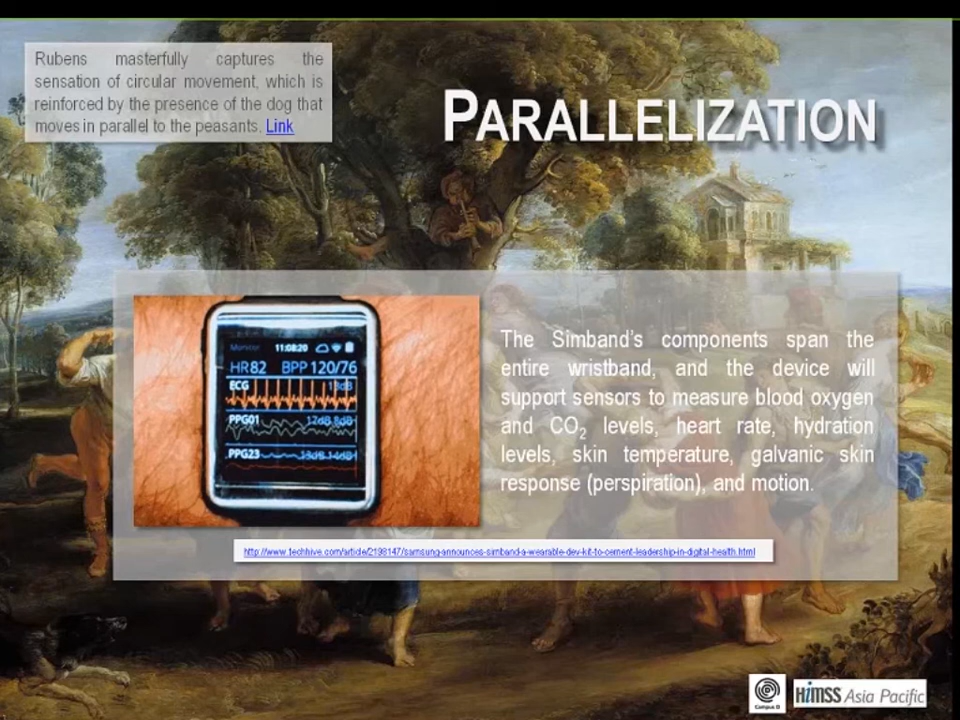 Rubens masterfully captures the
sensation of circular movement, which is
reinforced by the presence of the dog that
moves in parallel to the peasants. Link
PARALLELIZATION
11:08:20
HR82 BPP 120/76
ECG
PPG01
PPG23
The Simband's components span the
entire wristband, and the device will
support sensors to measure blood oxygen
and CO2 levels, heart rate, hydration
levels, skin temperature, galvanic skin
response (perspiration), and motion.
http://www.techhive.com/article/2198147/samsung-announces-simband-a-wearable-dev-kit-to-cement-leadership-in-digital-health.html
HiMSS Asia Pacific